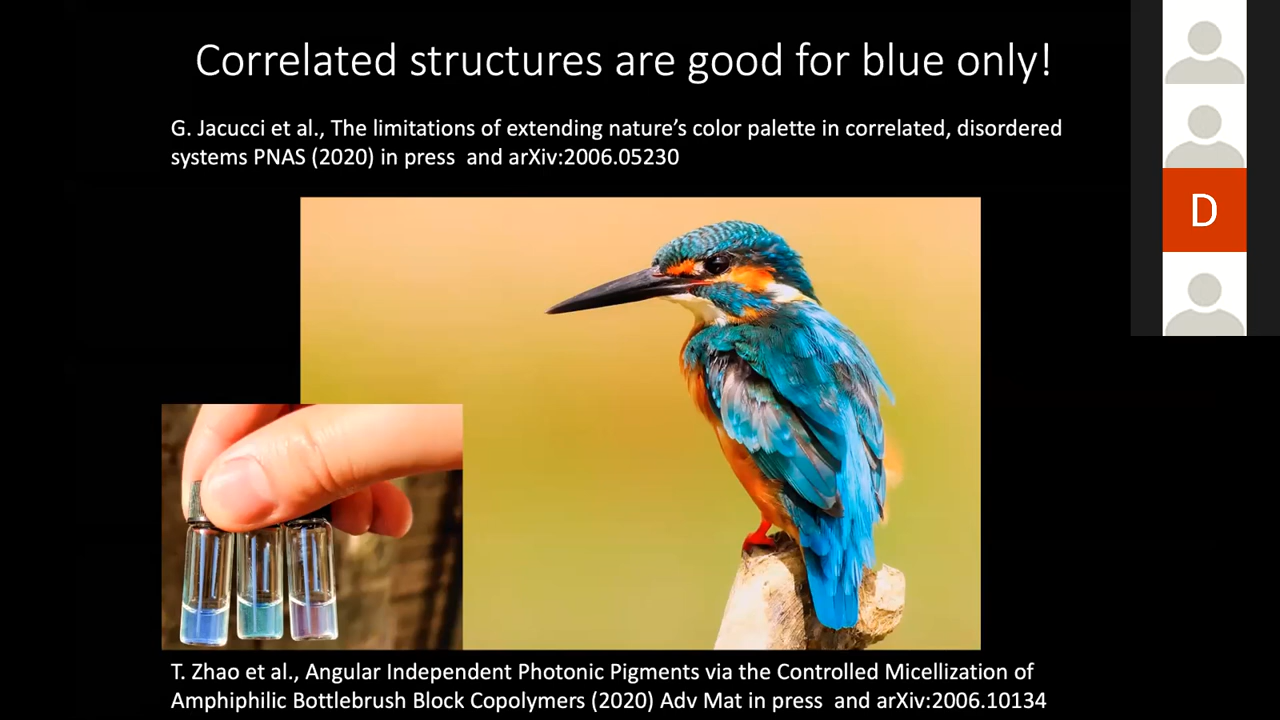 Correlated structures are good for blue only!
G. Jacucci et al., The limitations of extending nature’s color palette in correlated, disordered
systems PNAS (2020) in press and arXiv:2006.05230
D
T. Zhao et al., Angular Independent Photonic Pigments via the Controlled Micellization of
Amphiphilic Bottlebrush Block Copolymers (2020) Adv Mat in press and arXiv:2006.10134